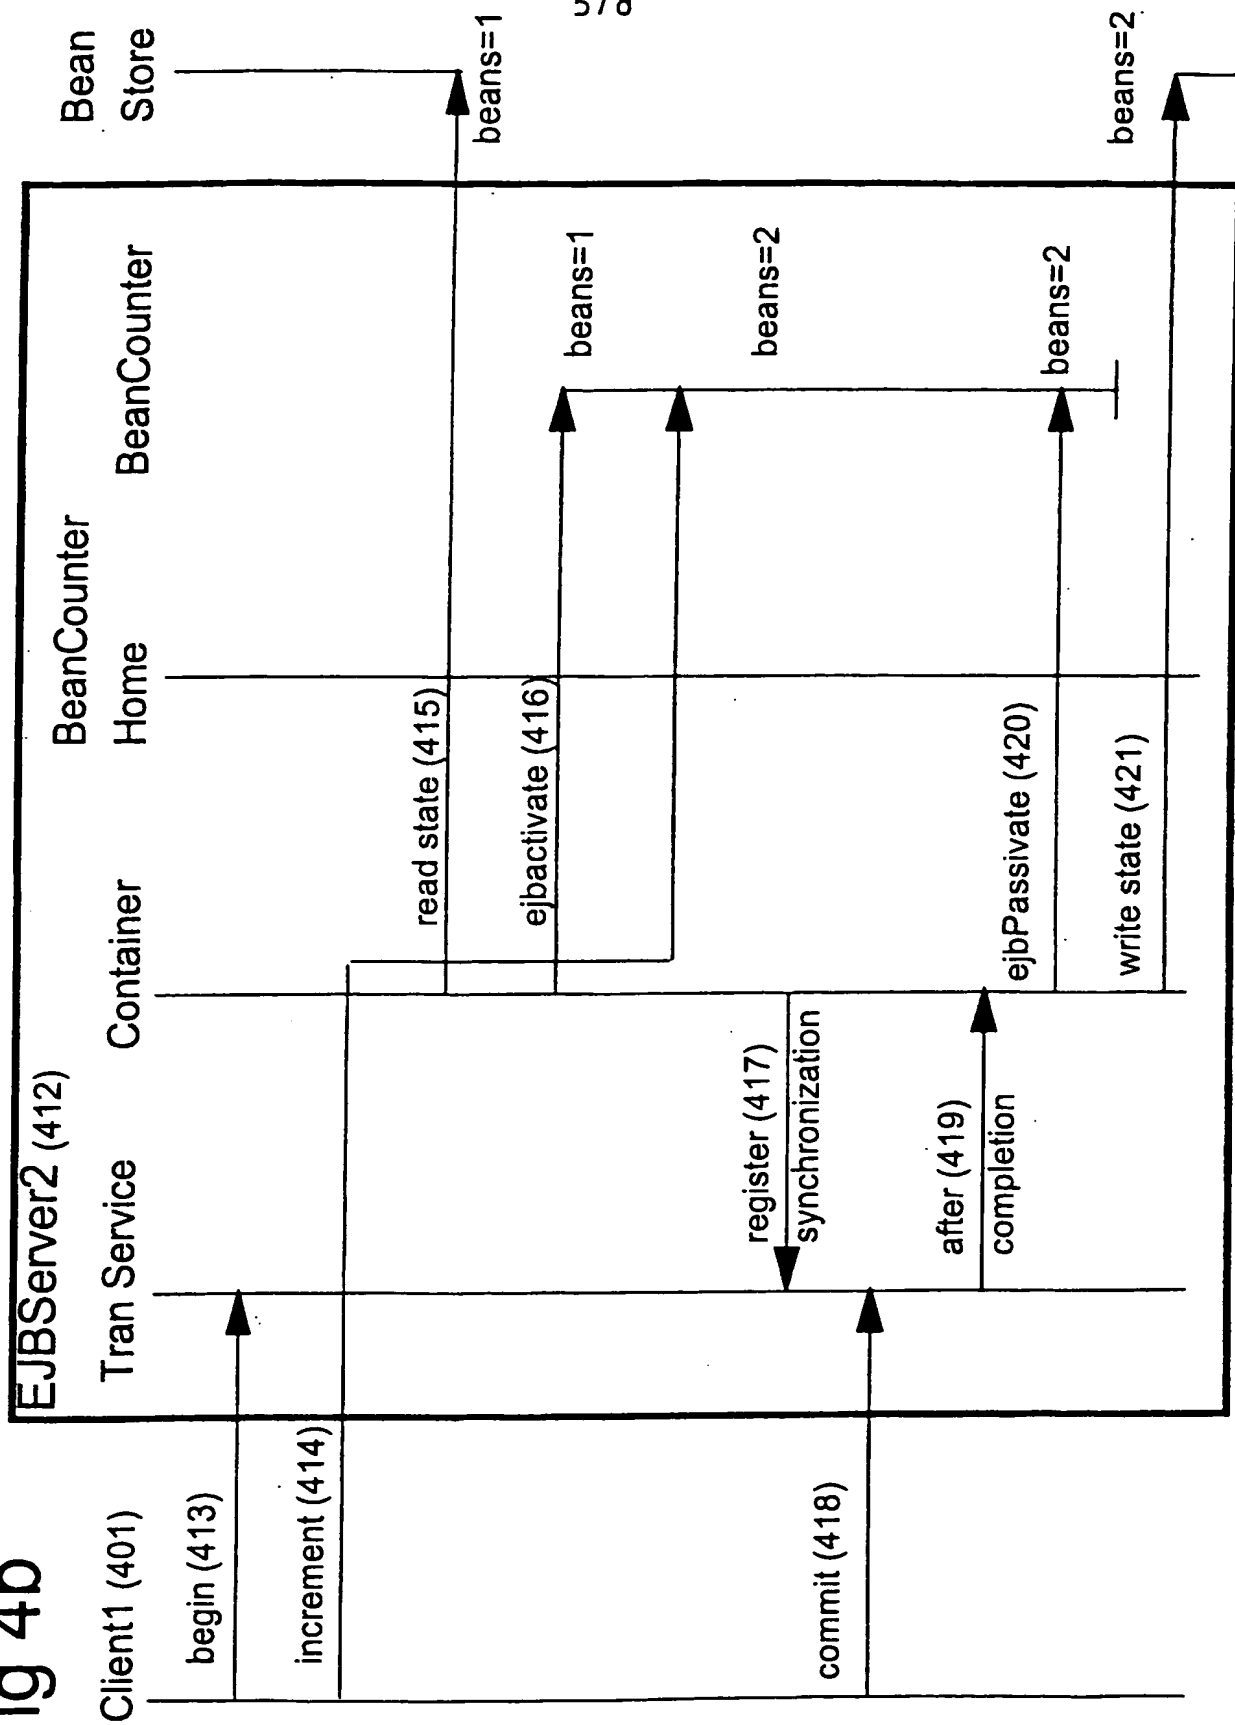 5/8
ig 4b
EJBServer2 (412)
Client1 (401)
Tran Service
Container
BeanCounter
Home
BeanCounter
Bean
Store
begin (413)
increment (414)
read state (415)
beans=1
ejbactivate (416)
beans=1
beans=2
register (417)
synchronization
commit (418)
after (419)
completion
ejbPassivate (420)
beans=2
write state (421)
beans=2